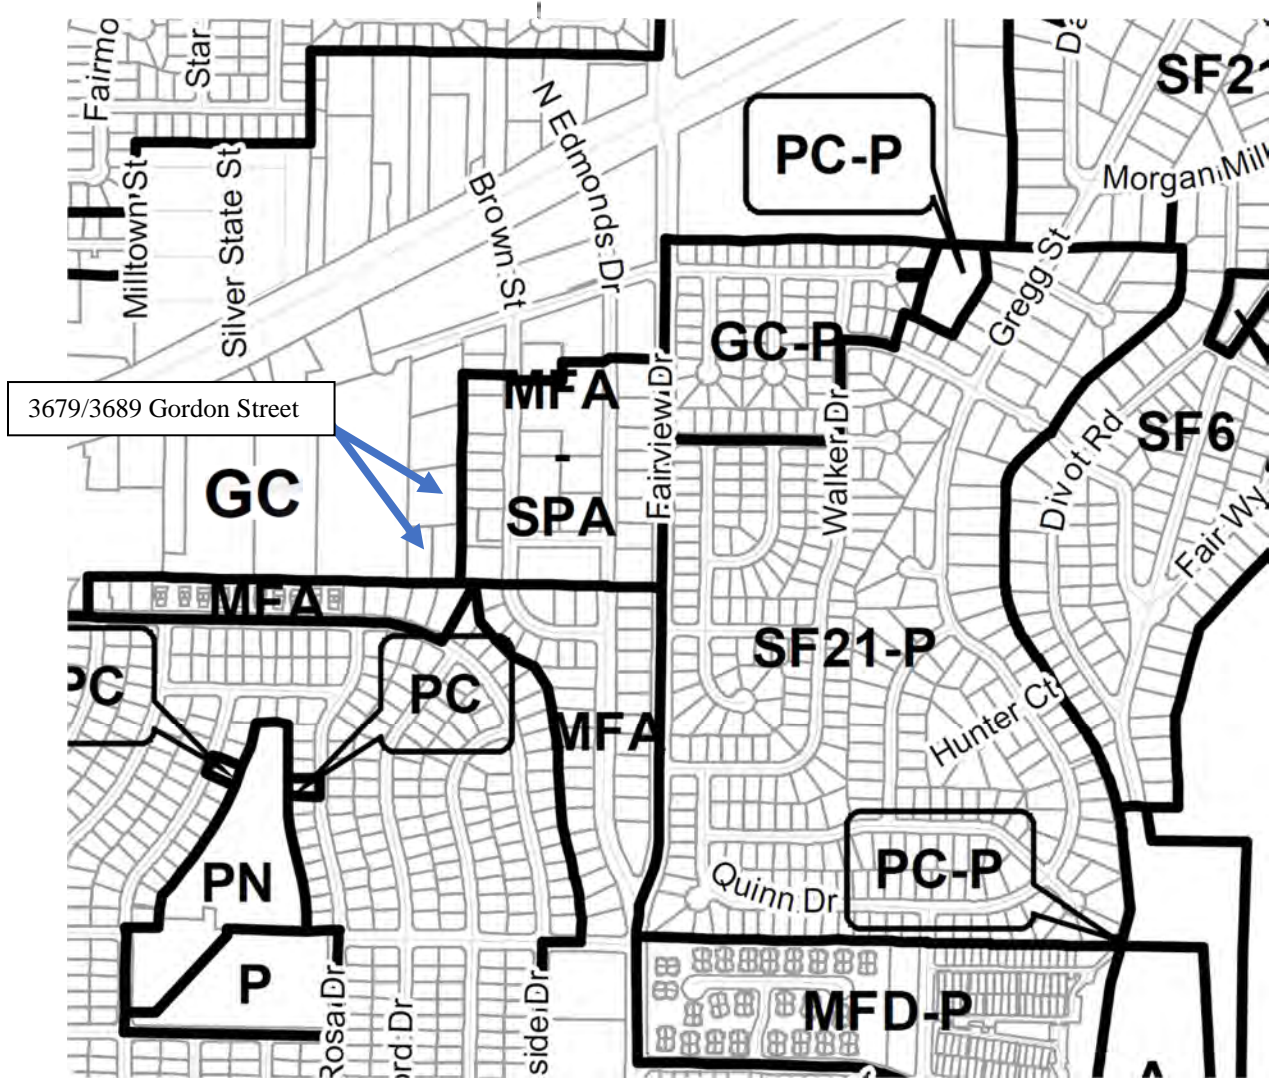 Fairmo
Star
Da
SF21
PC-P
Morgan Mill
N Edmonds Dr
Brown St
Milltown St
Silver State St
Gregg St
GC-P
MFA
-
SPA
Fairview Dr
Walker Dr
Divot Rd
SF6
Fair Wy
3679/3689 Gordon Street
GC
MFA
SF21-P
PC
PC
MFA
Hunter Ct
PN
Quinn Dr
PC-P
P
Rosa Dr
ord Dr
side Dr
MFD-P
A